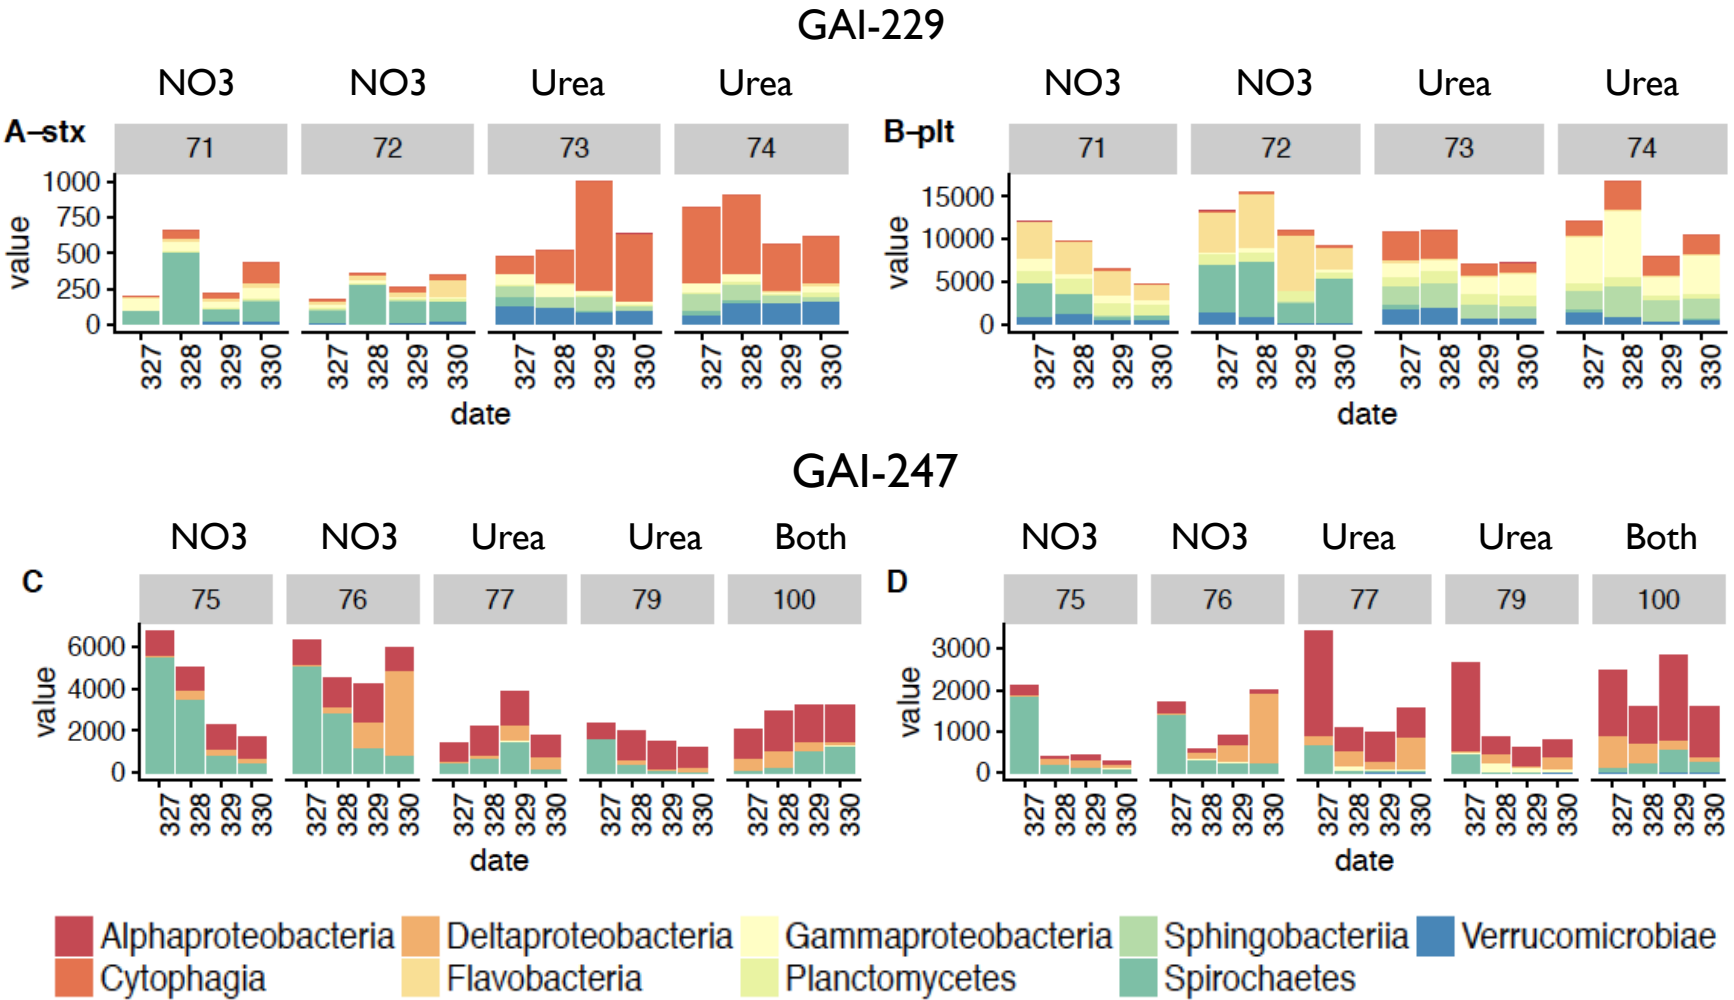 GAI-229
NO3 NO3 Urea Urea NO3 NO3 Urea Urea
A–stx 71 72 73 74 B–plt 71 72 73 74
1000
750
500
250
0
value
15000
10000
5000
0
value
327 328 329 330 327 328 329 330 327 328 329 330 327 328 329 330
327 328 329 330 327 328 329 330 327 328 329 330 327 328 329 330
date date
GAI-247
NO3 NO3 Urea Urea Both NO3 NO3 Urea Urea Both
C 75 76 77 79 100 D 75 76 77 79 100
6000
4000
2000
0
value
3000
2000
1000
0
value
327 328 329 330 327 328 329 330 327 328 329 330 327 328 329 330 327 328 329 330
327 328 329 330 327 328 329 330 327 328 329 330 327 328 329 330 327 328 329 330
date date
Alphaproteobacteria Deltaproteobacteria Gammaproteobacteria Sphingobacteriia Verrucomicrobiae
Cytophagia Flavobacteria Planctomycetes Spirochaetes